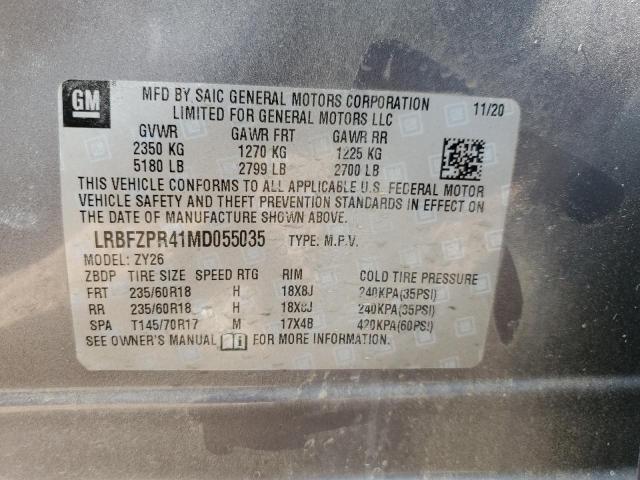 GM
MFD BY SAIC GENERAL MOTORS CORPORATION 11/20
LIMITED FOR GENERAL MOTORS LLC
GVWR GAWR FRT GAWR RR
2350 KG 1270 KG 1225 KG
5180 LB 2799 LB 2700 LB
THIS VEHICLE CONFORMS TO ALL APPLICABLE U.S. FEDERAL MOTOR
VEHICLE SAFETY AND THEFT PREVENTION STANDARDS IN EFFECT ON
THE DATE OF MANUFACTURE SHOWN ABOVE.
LRBFZPR41MD055035 TYPE: M.P.V.
MODEL: ZY26
ZBDP TIRE SIZE SPEED RTG RIM COLD TIRE PRESSURE
FRT 235/60R18 H 18X8J 240KPA(35PSI)
RR 235/60R18 H 18X8J 240KPA(35PSI)
SPA T145/70R17 M 17X4B 420KPA(60PSI)
SEE OWNER'S MANUAL FOR MORE INFORMATION.